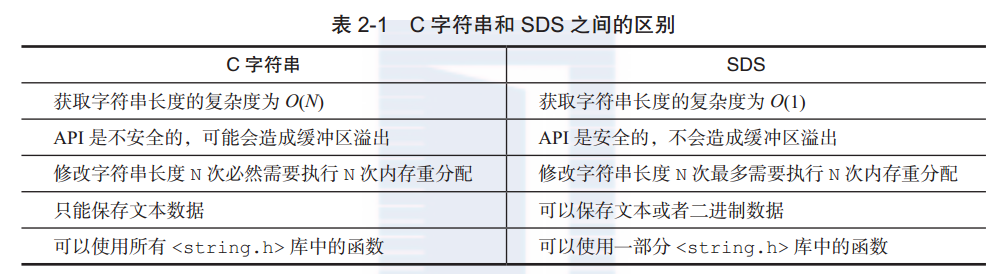 表 2-1 C 字符串和 SDS 之间的区别
C 字符串 SDS
获取字符串长度的复杂度为 O(N) 获取字符串长度的复杂度为 O(1)
API 是不安全的，可能会造成缓冲区溢出 API 是安全的，不会造成缓冲区溢出
修改字符串长度 N 次必然需要执行 N 次内存重分配 修改字符串长度 N 次最多需要执行 N 次内存重分配
只能保存文本数据 可以保存文本或者二进制数据
可以使用所有 <string.h> 库中的函数 可以使用一部分 <string.h> 库中的函数